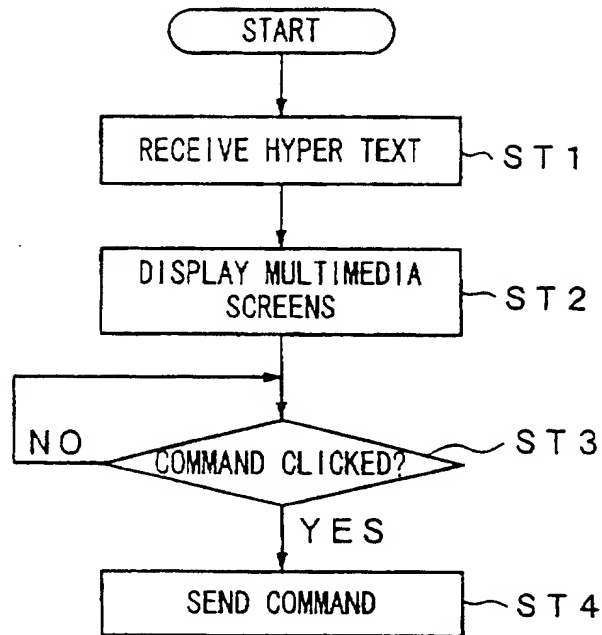 START
RECEIVE HYPER TEXT
ST1
DISPLAY MULTIMEDIA
SCREENS
ST2
NO
COMMAND CLICKED?
ST3
YES
SEND COMMAND
ST4